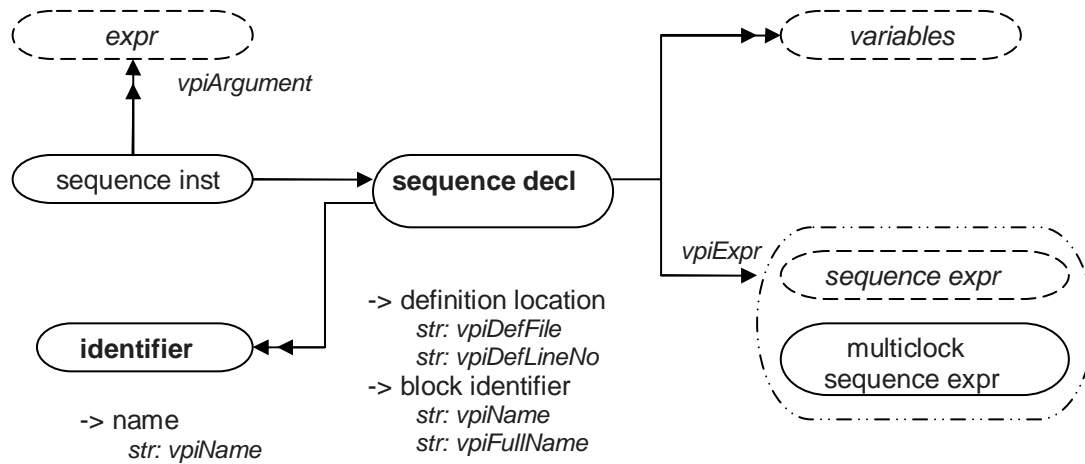 expr
variables
vpiArgument
sequence inst
sequence decl
vpiExpr
sequence expr
multiclock
sequence expr
identifier
-> name
str: vpiName
-> definition location
str: vpiDefFile
str: vpiDefLineNo
-> block identifier
str: vpiName
str: vpiFullName